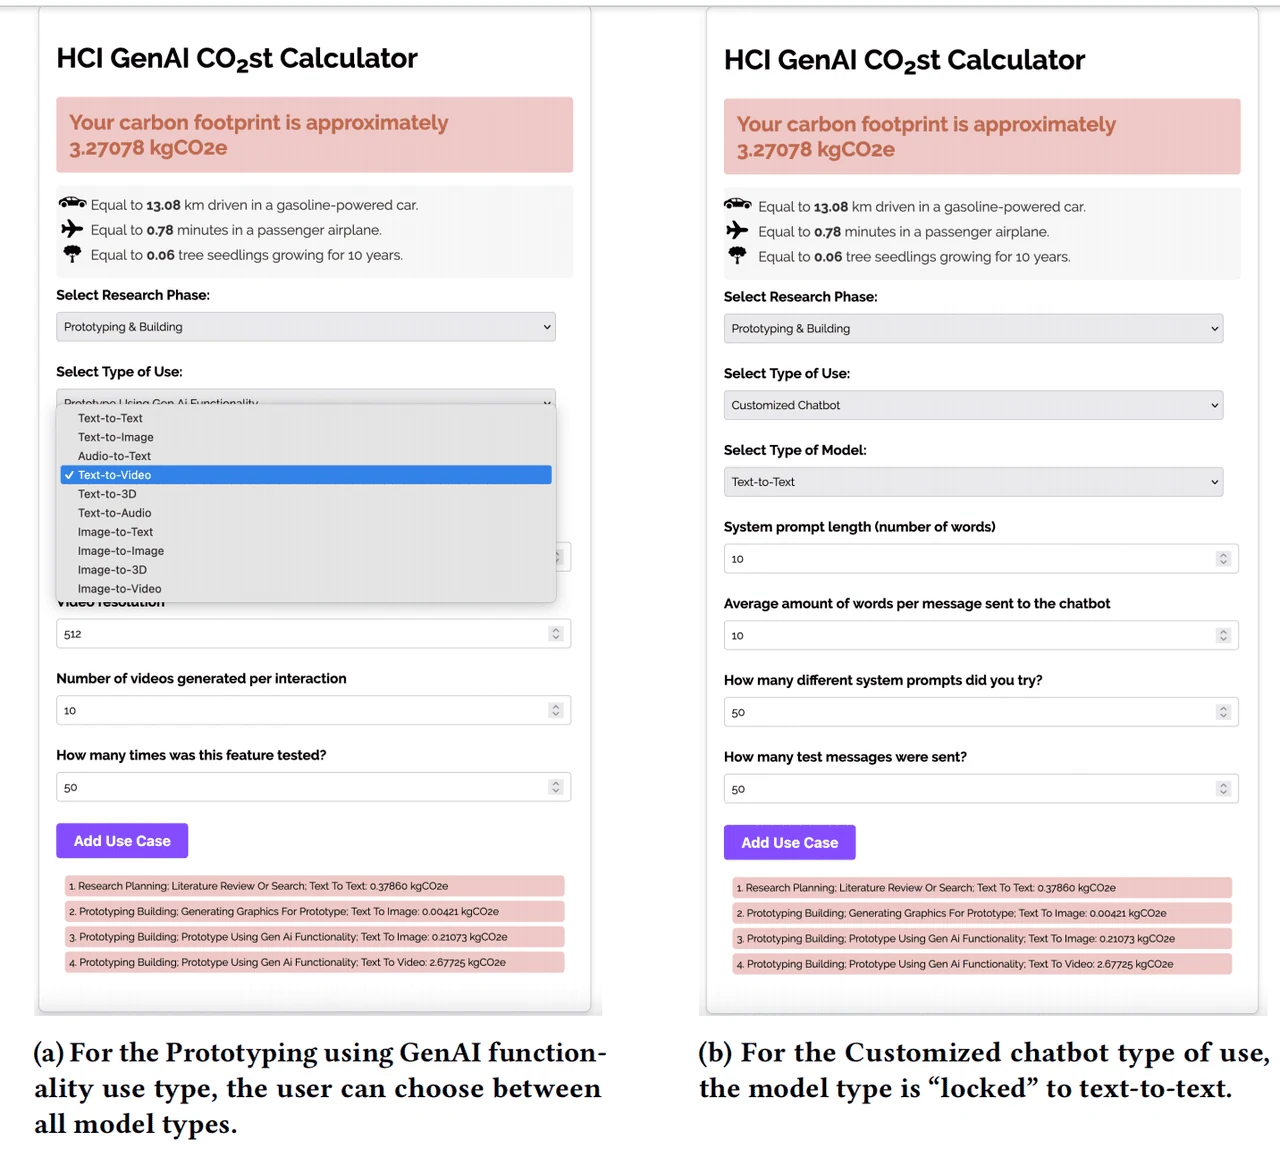 HCI GenAI CO₂st Calculator
Your carbon footprint is approximately
3.27078 kgCO2e
Equal to 13.08 km driven in a gasoline-powered car.
Equal to 0.78 minutes in a passenger airplane.
Equal to 0.06 tree seedlings growing for 10 years.
Select Research Phase:
Prototyping & Building
Select Type of Use:
Prototype Using Gen Ai Functionality
Text-to-Text
Text-to-Image
Audio-to-Text
✓ Text-to-Video
Text-to-3D
Text-to-Audio
Image-to-Text
Image-to-Image
Image-to-3D
Image-to-Video
Video resolution
512
Number of videos generated per interaction
10
How many times was this feature tested?
50
Add Use Case
1. Research Planning; Literature Review Or Search; Text To Text: 0.37860 kgCO2e
2. Prototyping Building; Generating Graphics For Prototype; Text To Image: 0.00421 kgCO2e
3. Prototyping Building; Prototype Using Gen Ai Functionality; Text To Image: 0.21073 kgCO2e
4. Prototyping Building; Prototype Using Gen Ai Functionality; Text To Video: 2.67725 kgCO2e
(a) For the Prototyping using GenAI function-
ality use type, the user can choose between
all model types.
HCI GenAI CO₂st Calculator
Your carbon footprint is approximately
3.27078 kgCO2e
Equal to 13.08 km driven in a gasoline-powered car.
Equal to 0.78 minutes in a passenger airplane.
Equal to 0.06 tree seedlings growing for 10 years.
Select Research Phase:
Prototyping & Building
Select Type of Use:
Customized Chatbot
Select Type of Model:
Text-to-Text
System prompt length (number of words)
10
Average amount of words per message sent to the chatbot
10
How many different system prompts did you try?
50
How many test messages were sent?
50
Add Use Case
1. Research Planning; Literature Review Or Search; Text To Text: 0.37860 kgCO2e
2. Prototyping Building; Generating Graphics For Prototype; Text To Image: 0.00421 kgCO2e
3. Prototyping Building; Prototype Using Gen Ai Functionality; Text To Image: 0.21073 kgCO2e
4. Prototyping Building; Prototype Using Gen Ai Functionality; Text To Video: 2.67725 kgCO2e
(b) For the Customized chatbot type of use,
the model type is “locked” to text-to-text.